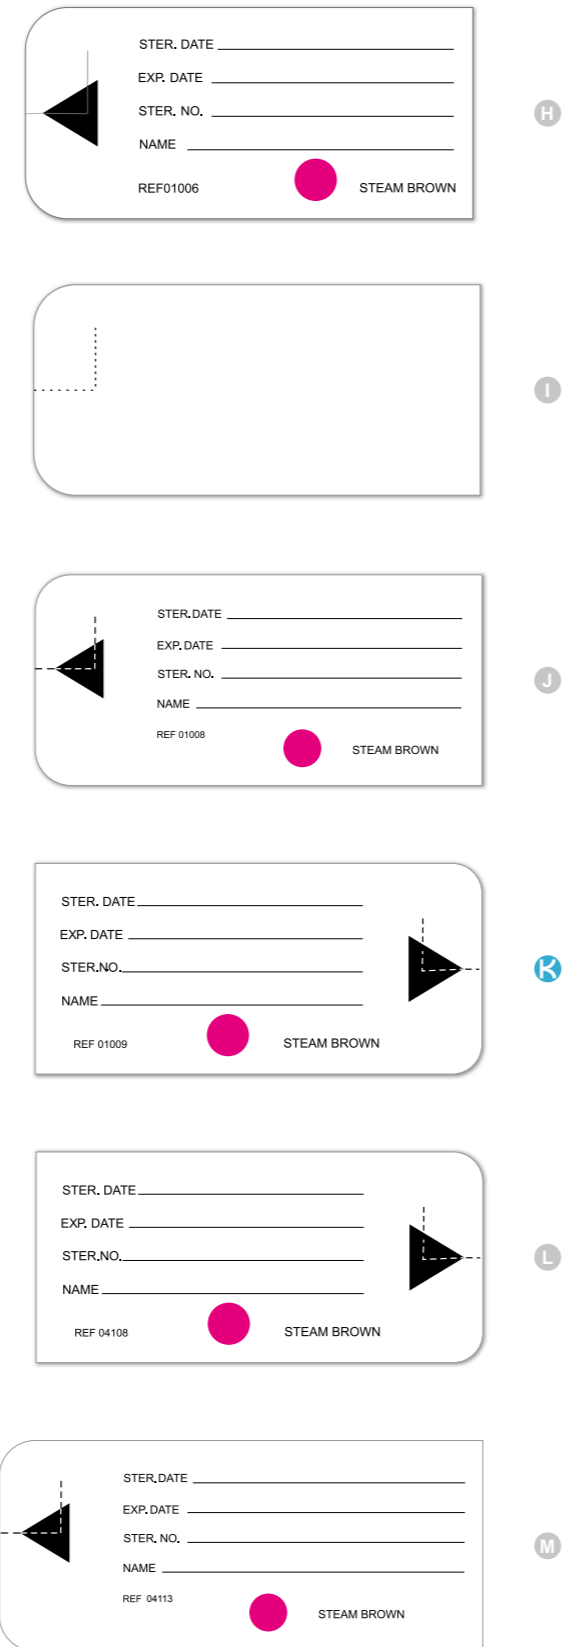 STER. DATE
EXP. DATE
H
STER. NO.
NAME
REF01006 STEAM BROWN
I
STER.DATE
EXP.DATE
STER. NO.
J
NAME
REF 01008
STEAM BROWN
STER. DATE
EXP. DATE
STER.NO.
K
NAME
REF 01009 STEAM BROWN
STER. DATE
EXP. DATE
STER.NO.
L
NAME
REF 04108 STEAM BROWN
STER.DATE
EXP.DATE
STER. NO.
M
NAME
REF 04113
STEAM BROWN